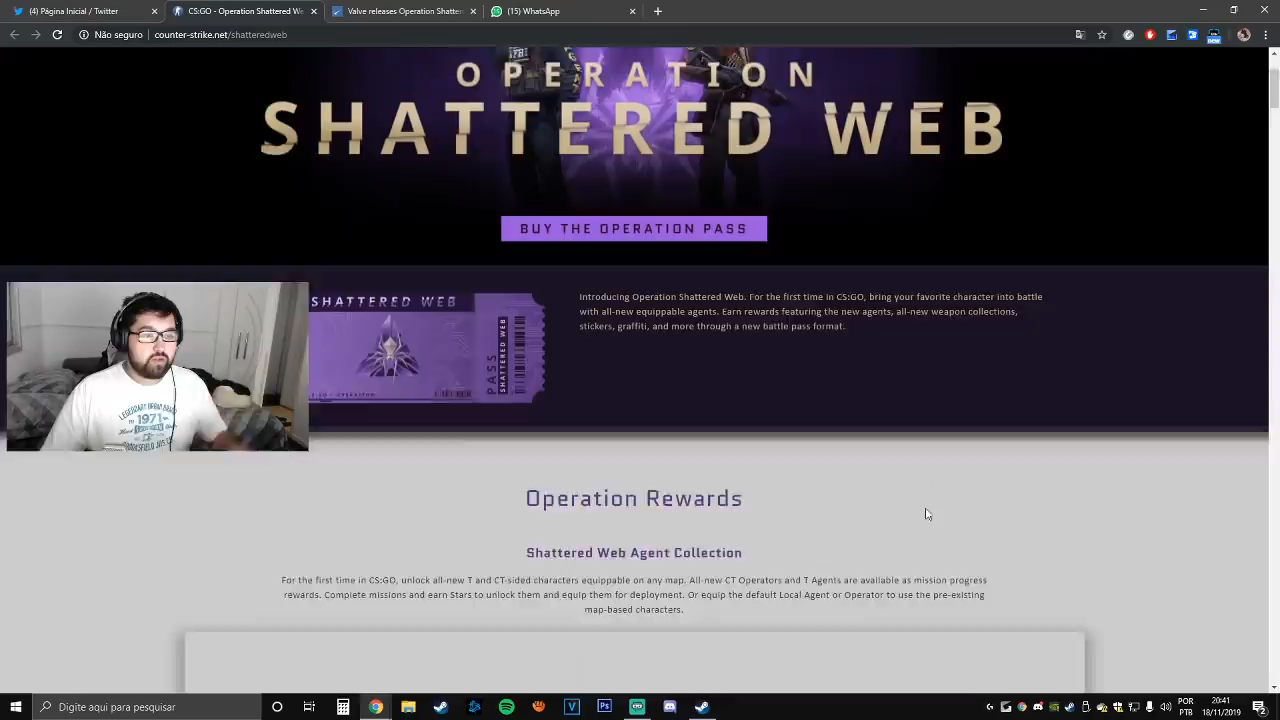 (4) Página Inicial / Twitter
CS:GO - Operation Shattered We
Valve releases Operation Shatter
(15) WhatsApp
Não seguro
counter-strike.net/shatteredweb
new
OPERATION
SHATTERED WEB
BUY THE OPERATION PASS
SHATTERED WEB
PASS
SHATTERED WEB
Introducing Operation Shattered Web. For the first time in CS:GO, bring your favorite character into battle
with all-new equippable agents. Earn rewards featuring the new agents, all-new weapon collections,
stickers, graffiti, and more through a new battle pass format.
1971
Operation Rewards
Shattered Web Agent Collection
For the first time in CS:GO, unlock all-new T and CT-sided characters equippable on any map. All-new CT Operators and T Agents are available as mission progress
rewards. Complete missions and earn Stars to unlock them and equip them for deployment. Or equip the default Local Agent or Operator to use the pre-existing
map-based characters.
Digite aqui para pesquisar
POR
PTB
20:41
18/11/2019